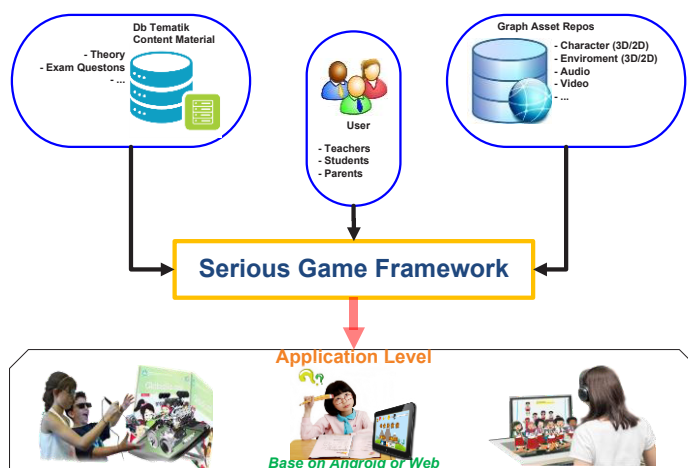 Db Tematik
Content Material
- Theory
- Exam Questons
- ...
User
- Teachers
- Students
- Parents
Graph Asset Repos
- Character (3D/2D)
- Enviroment (3D/2D)
- Audio
- Video
- ...
Serious Game Framework
Application Level
Base on Android or Web